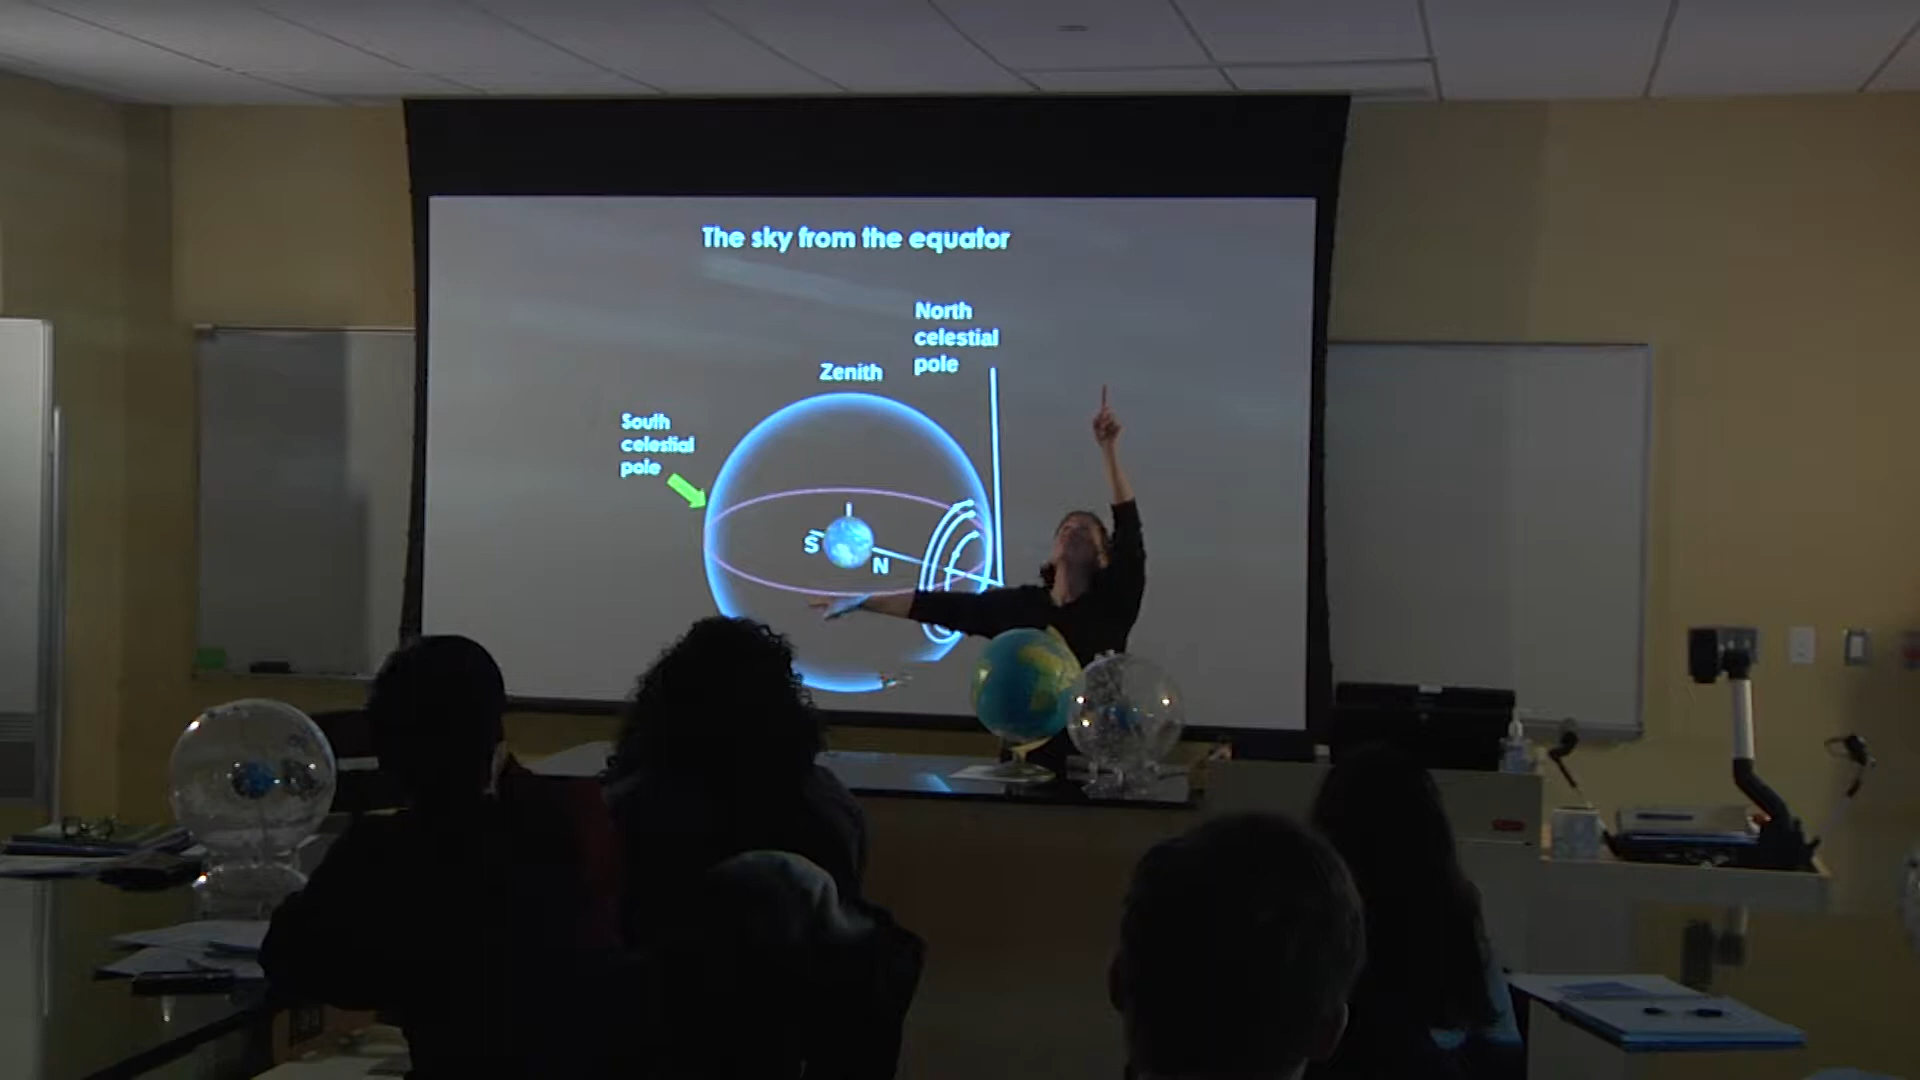 The sky from the equator
North
celestial
pole
Zenith
South
celestial
pole
S
N